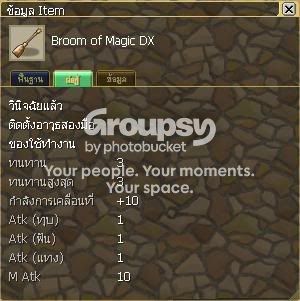 ข้อมูล Item
Broom of Magic DX
พื้นฐาน ข้อมูล
วินิจฉัยแล้ว
ติดตั้งอาวุธสองมือ
ของใช้ทำงาน
Groupsy
by photobucket
Your people. Your moments.
Your space.
ทนทาน 3
ทนทานสูงสุด 3
กำลังการเคลื่อนที่ +10
Atk (ทุบ) 1
Atk (ฟัน) 1
Atk (แทง) 1
M Atk 10